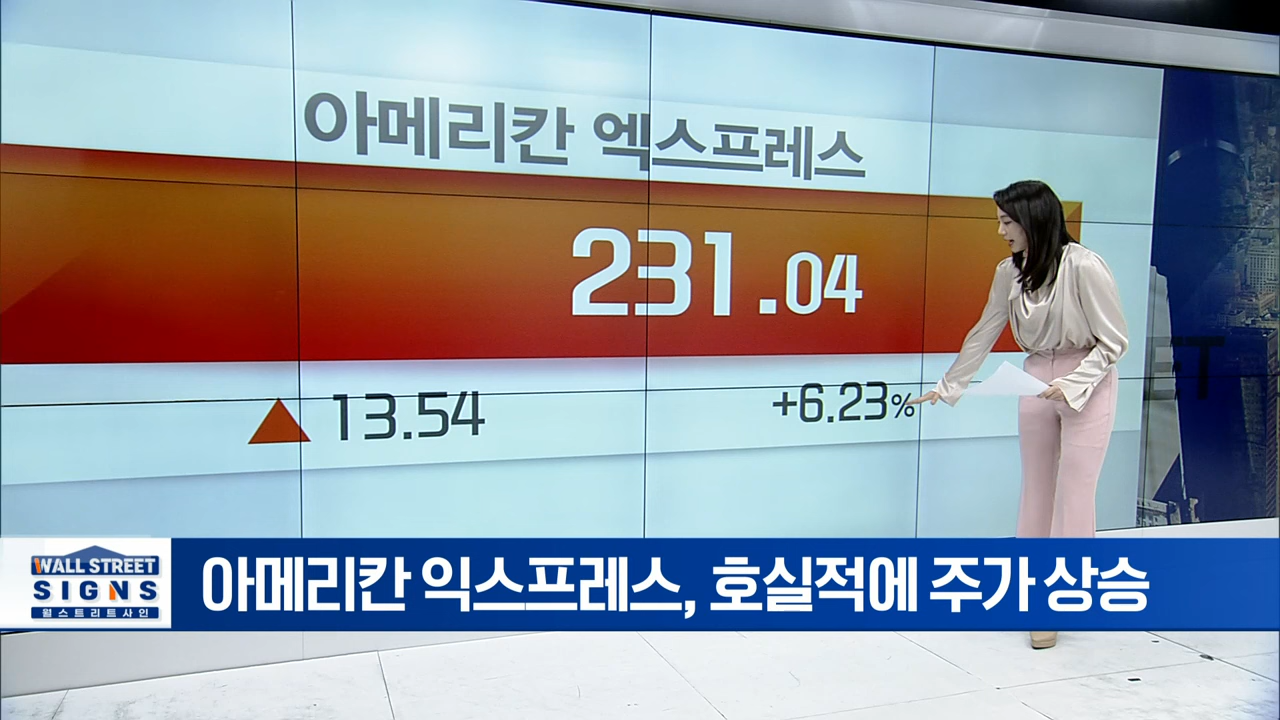 아메리칸 엑스프레스
231.04
▲ 13.54 +6.23%
ET
WALL STREET
SIGNS
월스트리트사인
아메리칸 익스프레스, 호실적에 주가 상승